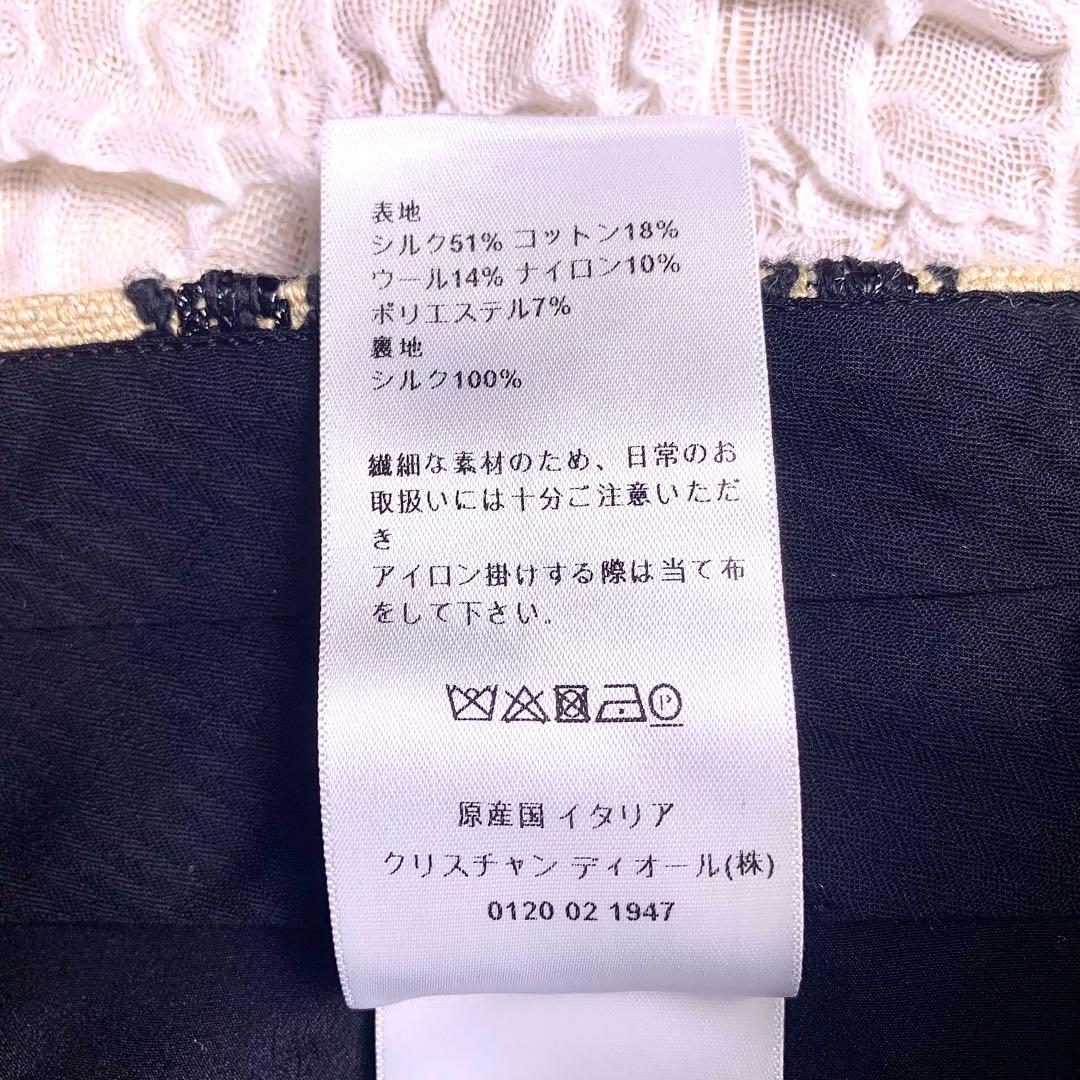 表地
シルク51% コットン18%
ウール14% ナイロン10%
ポリエステル7%
裏地
シルク100%
繊細な素材のため、日常のお
取扱いには十分ご注意いただ
き
アイロン掛けする際は当て布
をして下さい。
P
原産国 イタリア
クリスチャン ディオール(株)
0120 02 1947